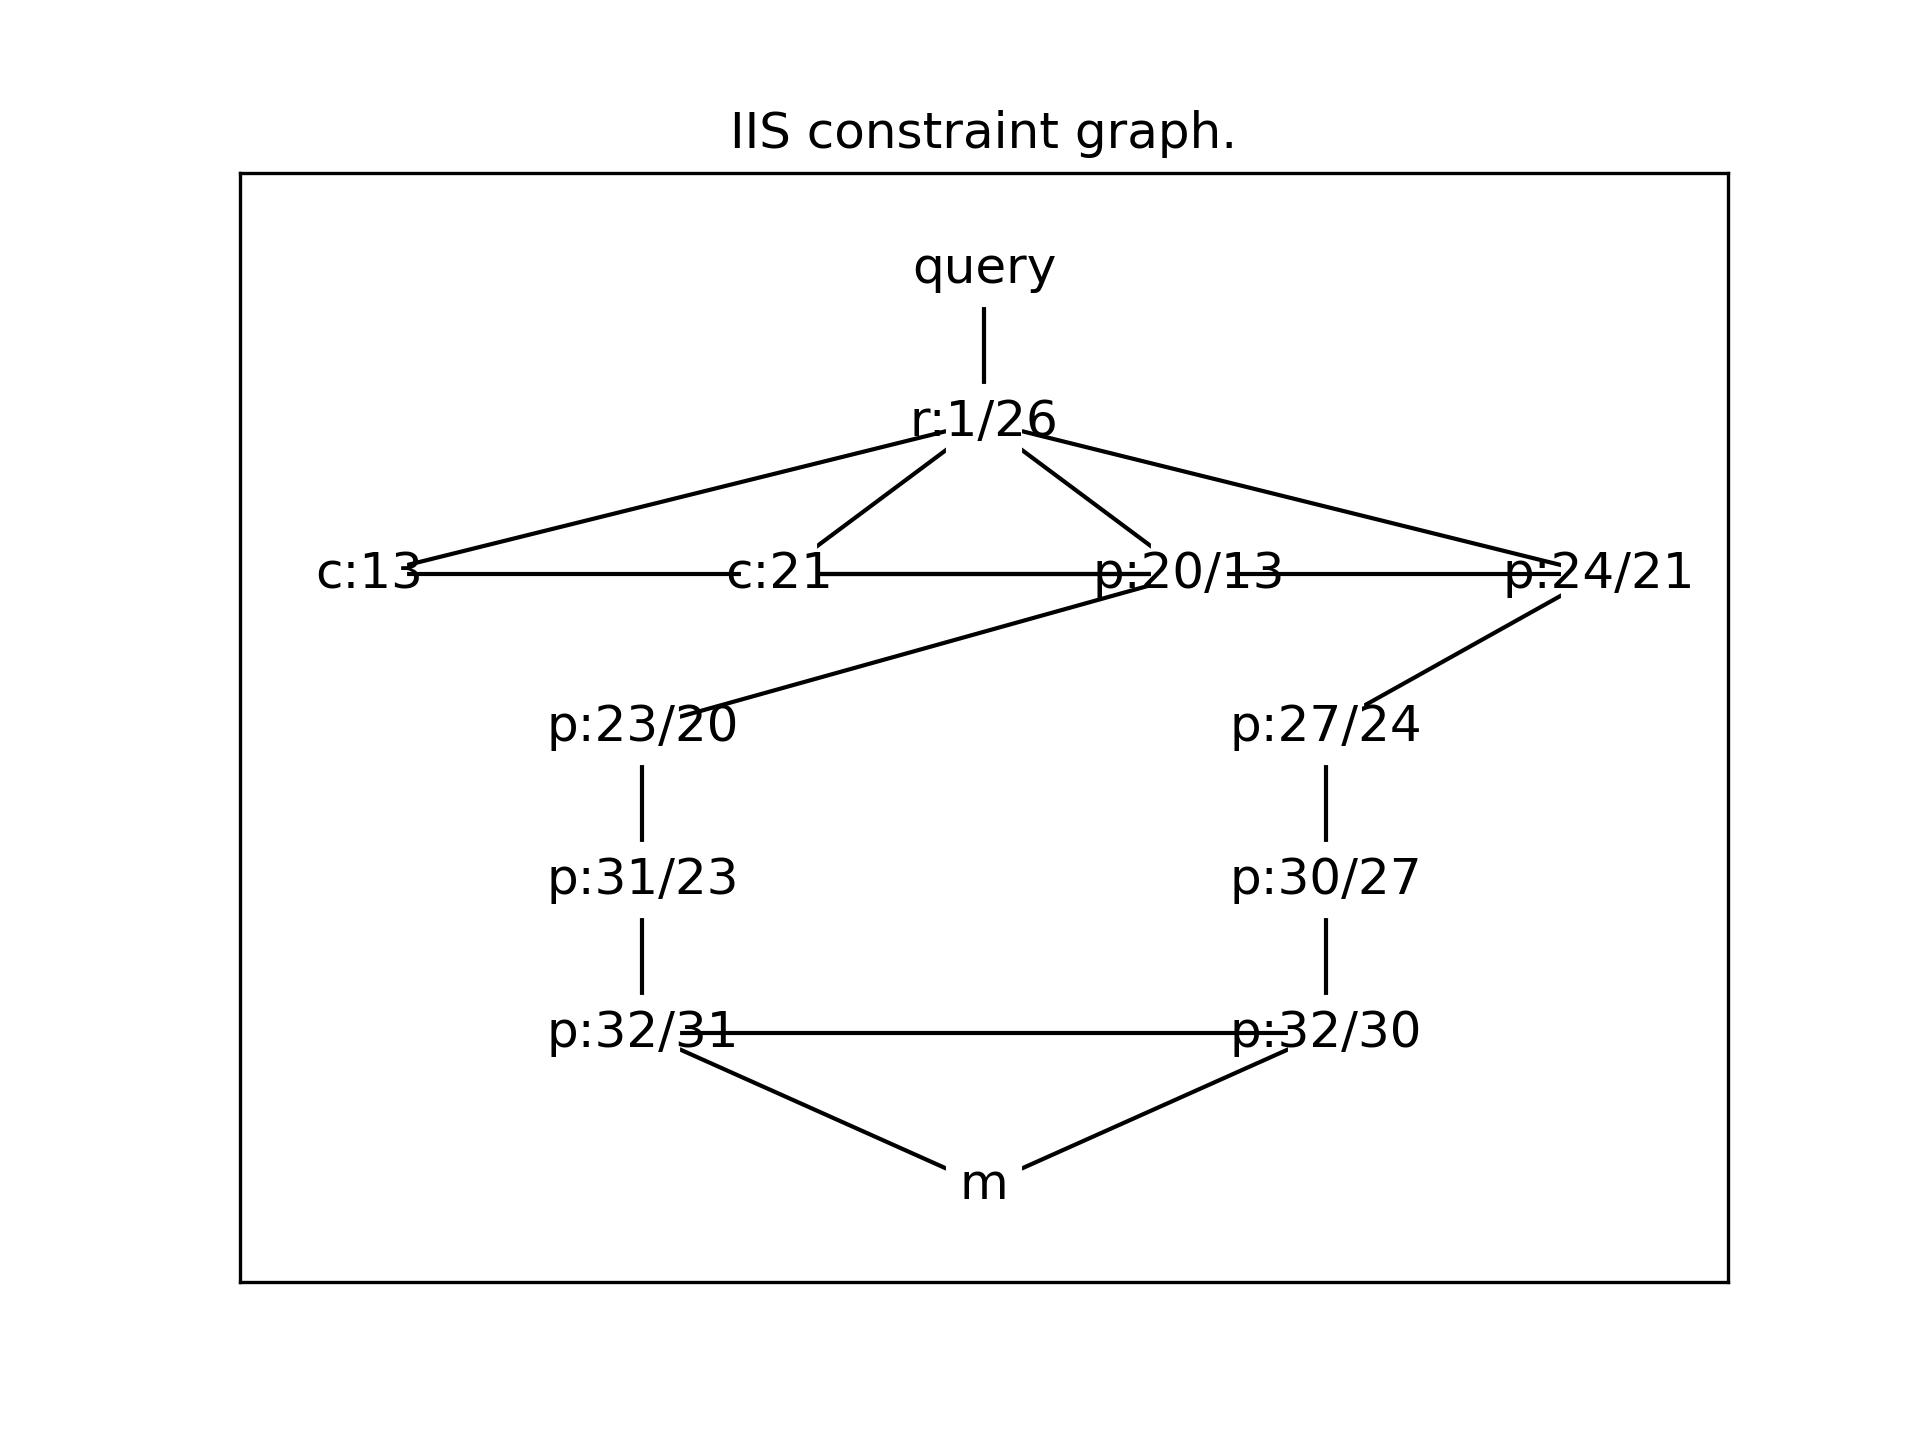 IIS constraint graph.
query
r:1/26
c:13 c:21 p:20/13 p:24/21
p:23/20 p:27/24
p:31/23 p:30/27
p:32/31 p:32/30
m